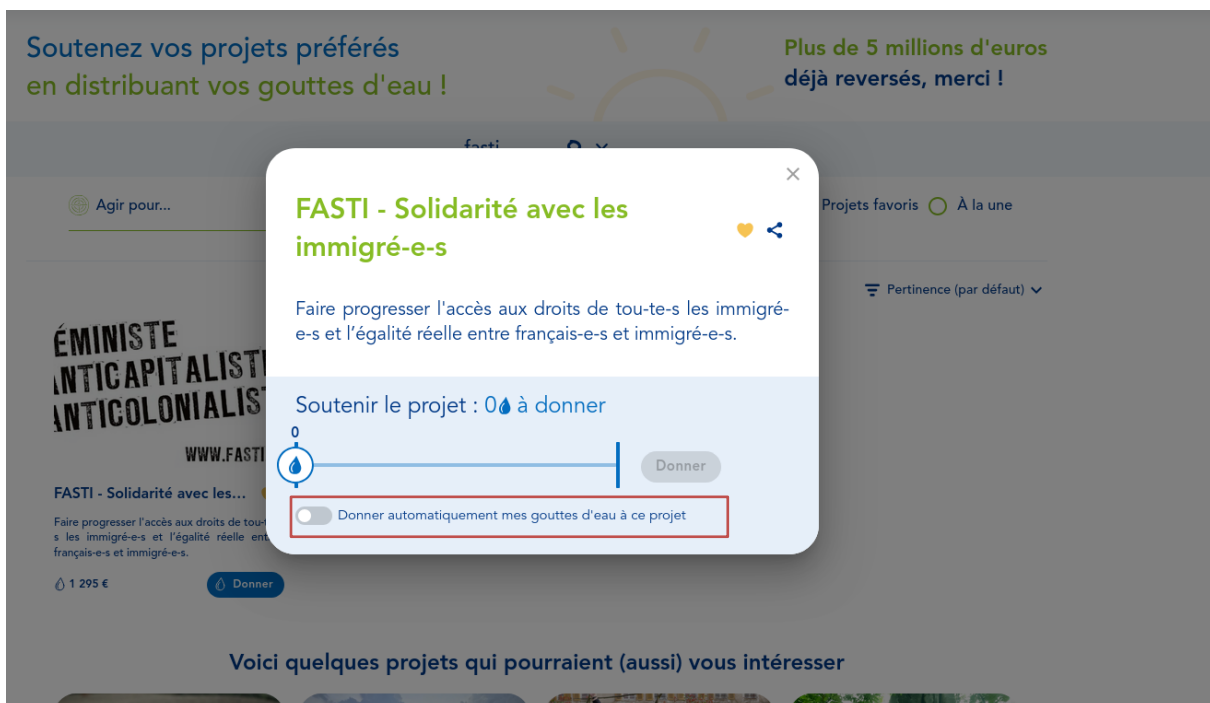 Soutenez vos projets préférés
en distribuant vos gouttes d'eau !
Plus de 5 millions d'euros
déjà reversés, merci !
fasti
Agir pour...
Projets favoris
À la une
Pertinence (par défaut)
FASTI - Solidarité avec les
immigré-e-s
Faire progresser l'accès aux droits de tou-te-s les immigré-
e-s et l'égalité réelle entre français-e-s et immigré-e-s.
Soutenir le projet : 0 à donner
0
Donner
Donner automatiquement mes gouttes d'eau à ce projet
ÉMINISTE
NTICAPITALIST
NTICOLONIALIS
WWW.FASTI
FASTI - Solidarité avec les...
Faire progresser l'accès aux droits de tou-
s les immigré-e-s et l'égalité réelle ent
français-e-s et immigré-e-s.
1 295 €
Donner
Voici quelques projets qui pourraient (aussi) vous intéresser